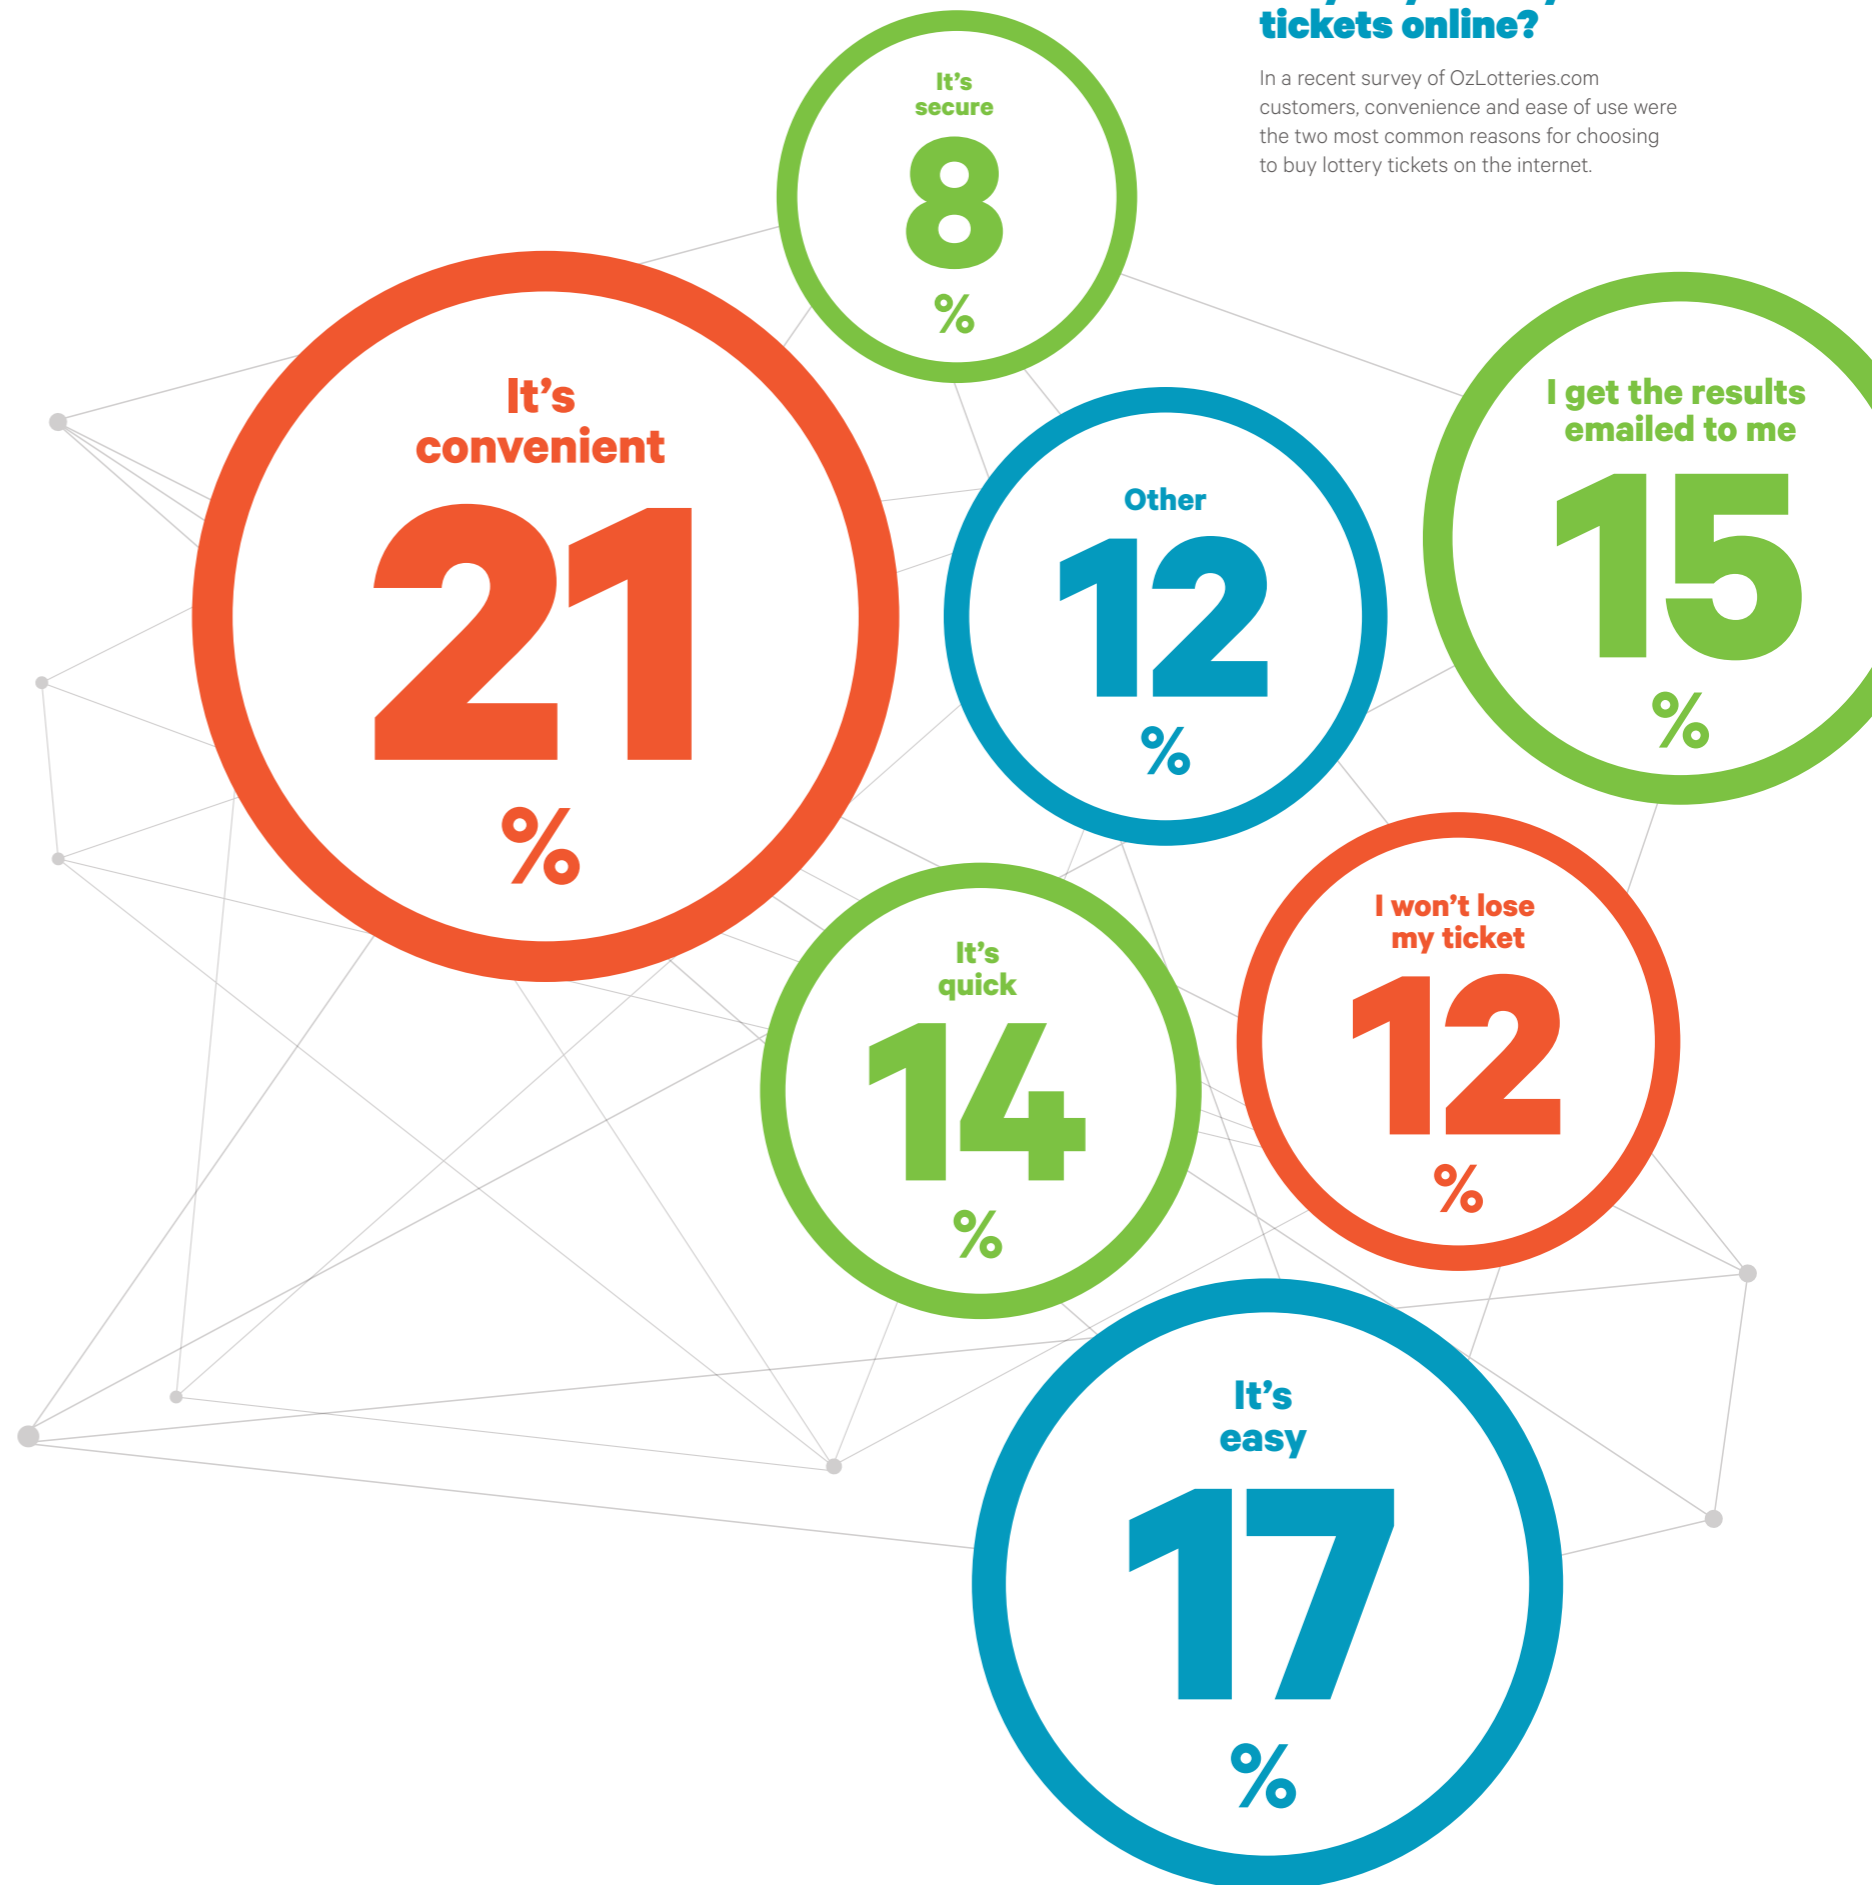 tickets online?
In a recent survey of OzLotteries.com
customers, convenience and ease of use were
the two most common reasons for choosing
to buy lottery tickets on the internet.
It's
secure
8
%
It's
convenient
21
%
Other
12
%
I get the results
emailed to me
15
%
It's
quick
14
%
I won't lose
my ticket
12
%
It's
easy
17
%